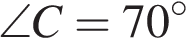 ∠C = 70°